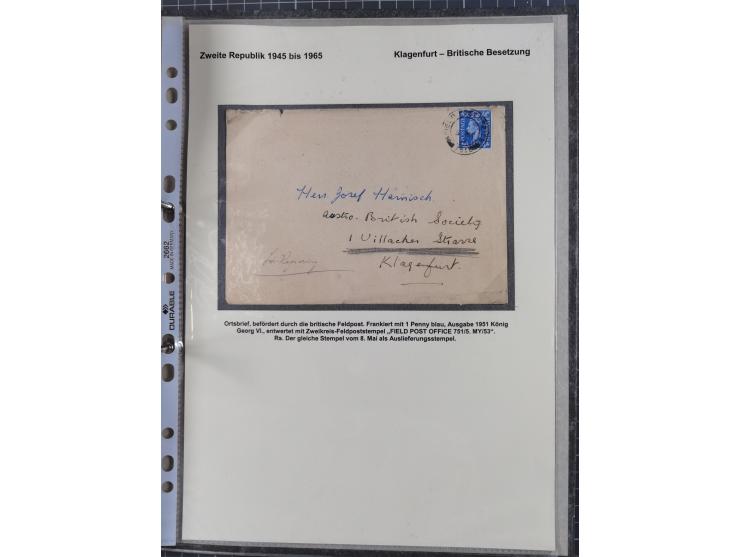 Zweite Republik 1945 bis 1965
Klagenfurt – Britische Besetzung
Herr Josef Hämisch
Austro-British Society
1 Villacher Strasse
Klagenfurt.
Ortsbrief, befördert durch die britische Feldpost. Frankiert mit 1 Penny blau, Ausgabe 1951 König
Georg VI., entwertet mit Zweikreis-Feldpoststempel „FIELD POST OFFICE 751/5. MY/53“.
Rs. Der gleiche Stempel vom 8. Mai als Auslieferungsstempel.
DURABLE
2662